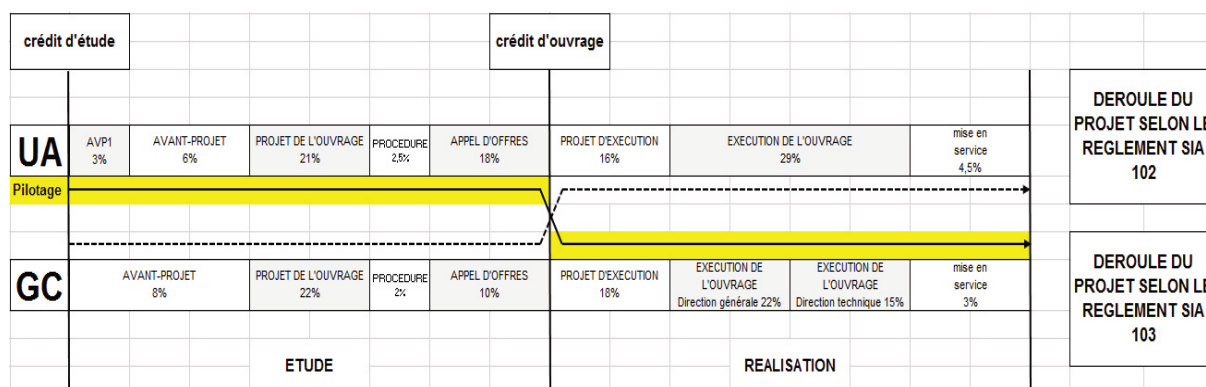 crédit d'étude
crédit d'ouvrage
UA
AVP1
3%
AVANT-PROJET
6%
PROJET DE L'OUVRAGE
21%
PROCEDURE
2,5%
APPEL D'OFFRES
18%
PROJET D'EXECUTION
16%
EXECUTION DE L'OUVRAGE
29%
mise en
service
4,5%
DEROULE DU
PROJET SELON LE
REGLEMENT SIA
102
Pilotage
GC
AVANT-PROJET
8%
PROJET DE L'OUVRAGE
22%
PROCEDURE
2%
APPEL D'OFFRES
10%
PROJET D'EXECUTION
18%
EXECUTION DE
L'OUVRAGE
Direction générale 22%
EXECUTION DE
L'OUVRAGE
Direction technique 15%
mise en
service
3%
DEROULE DU
PROJET SELON LE
REGLEMENT SIA
103
ETUDE
REALISATION